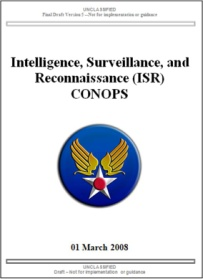 UNCLASSIFIED
Final Draft Version 5 – Not for implementation or guidance
Intelligence, Surveillance, and
Reconnaissance (ISR)
CONOPS
01 March 2008
UNCLASSIFIED
Draft – Not for implementation or guidance